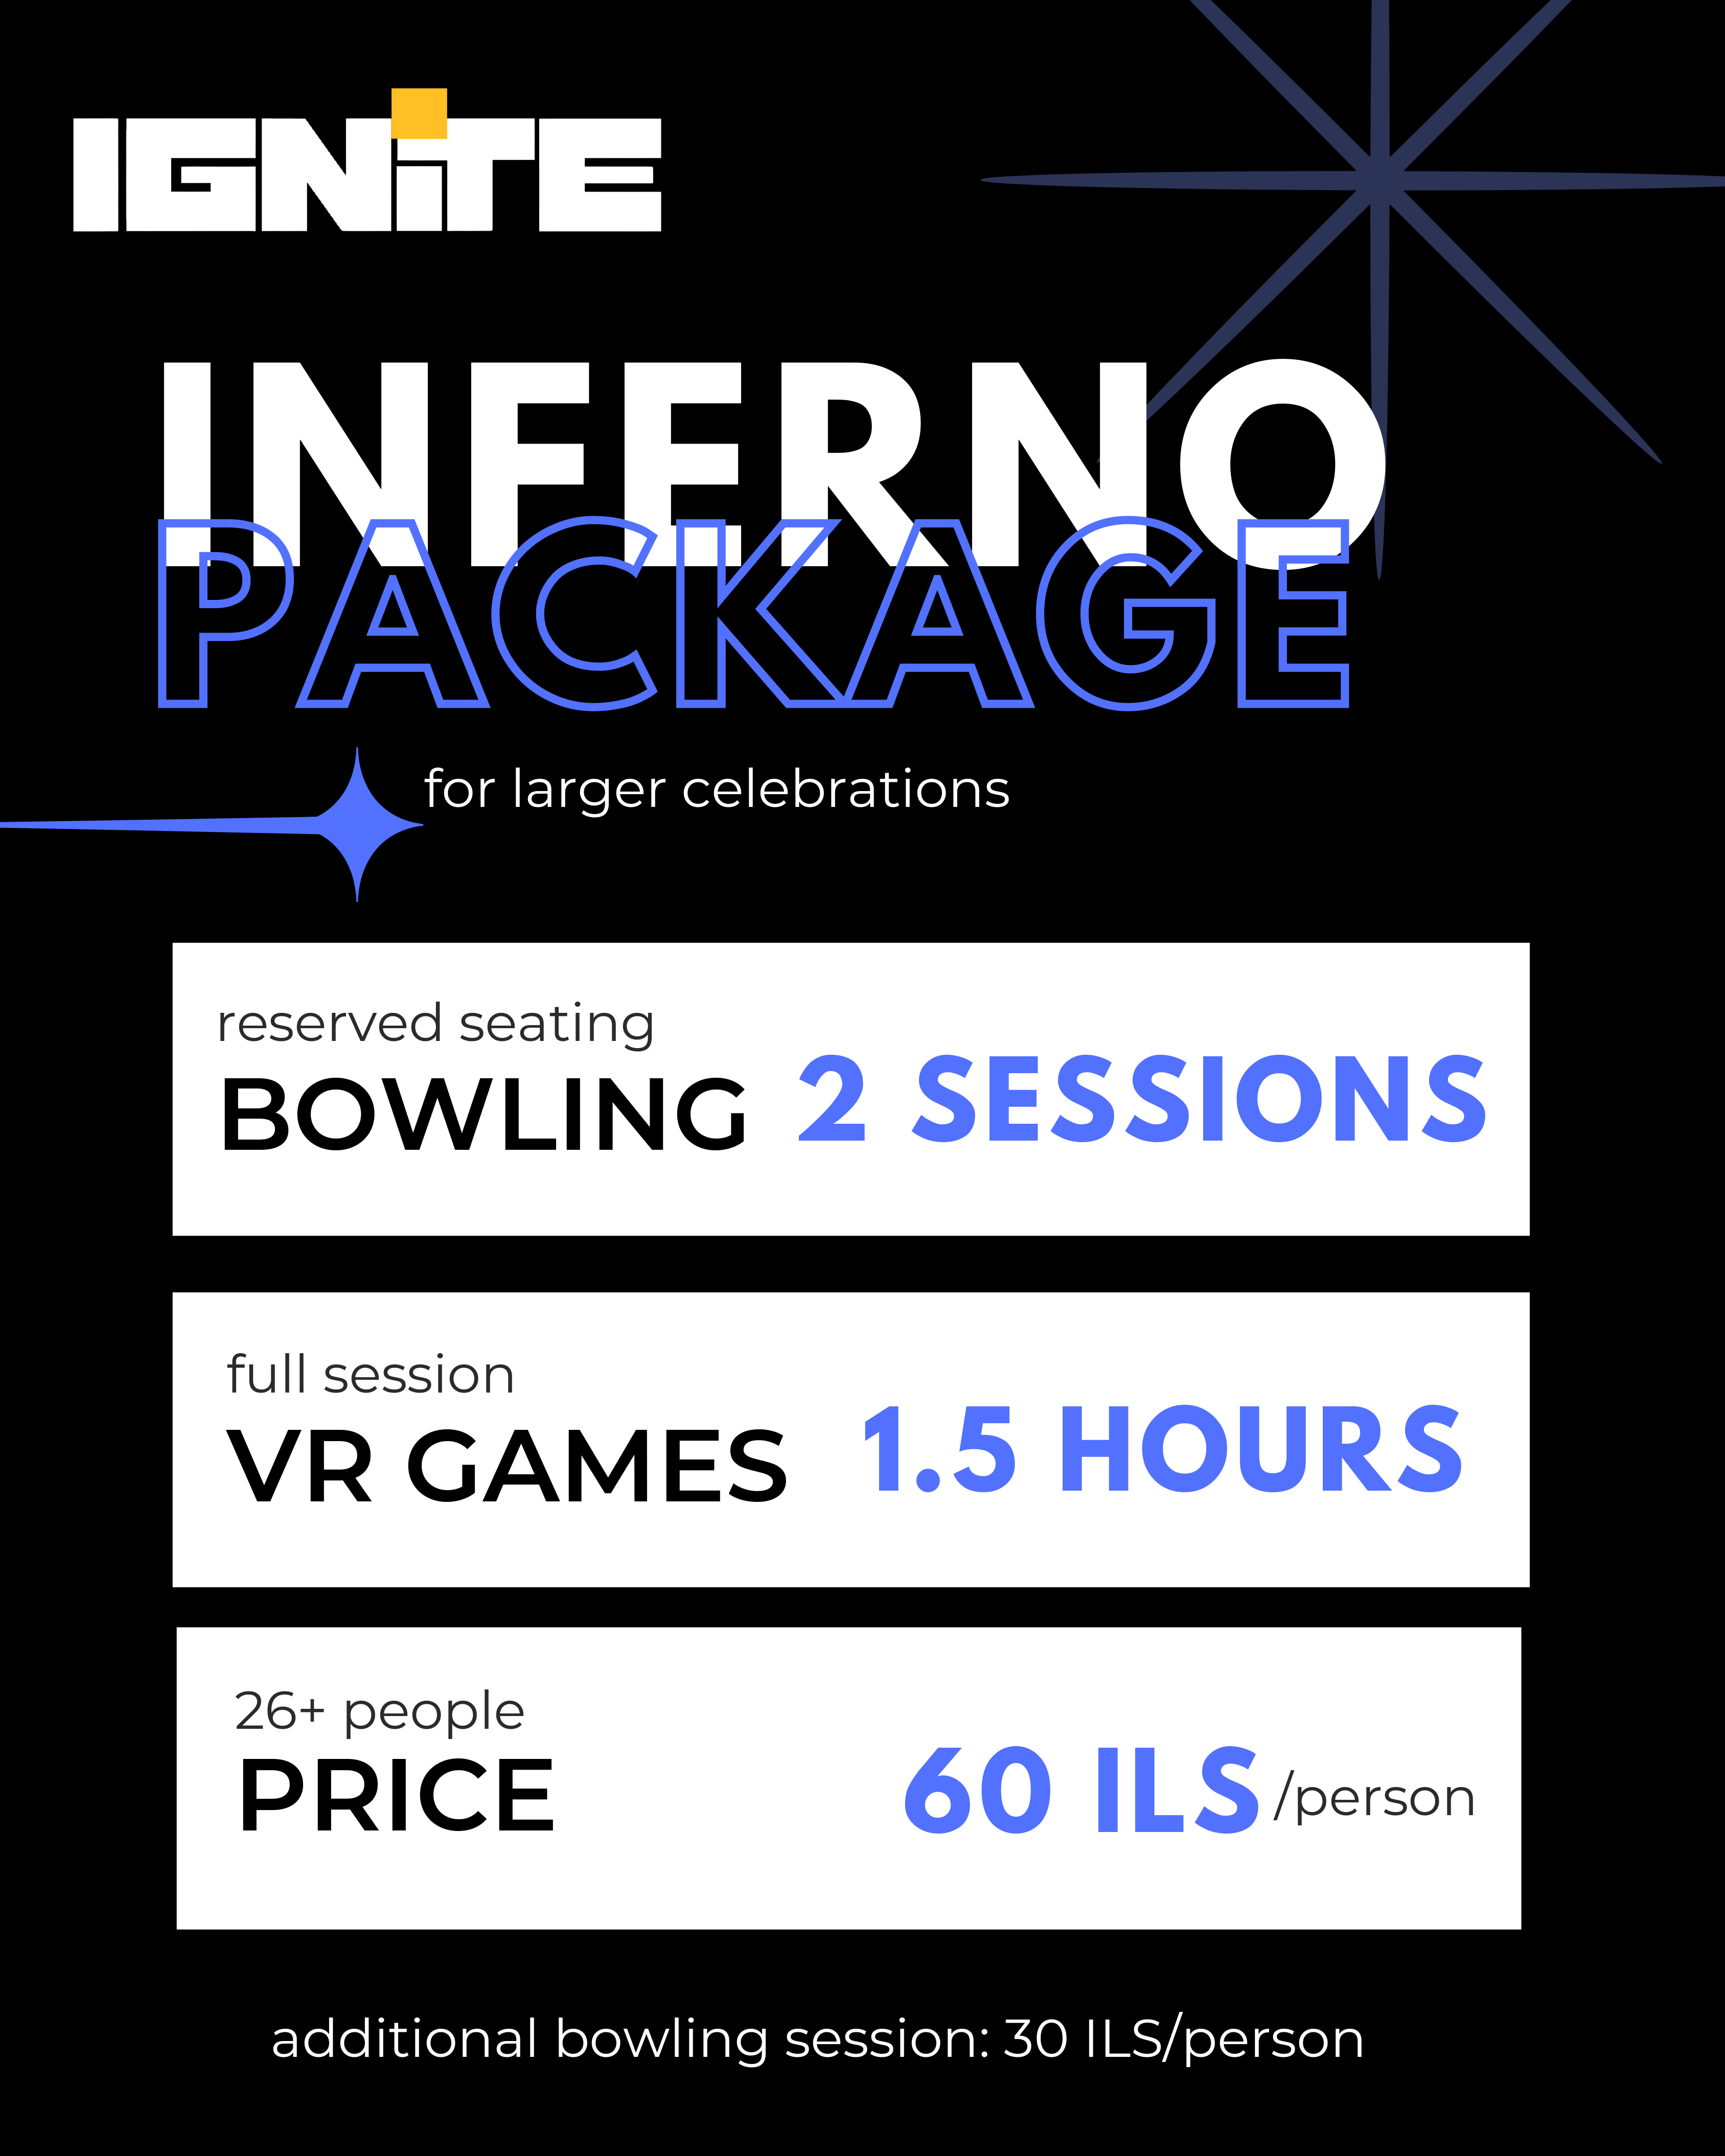 IGNiTE
INFERNO
PACKAGE
for larger celebrations
reserved seating
BOWLING 2 SESSIONS
full session
VR GAMES 1.5 HOURS
26+ people
PRICE 60 ILS /person
additional bowling session: 30 ILS/person